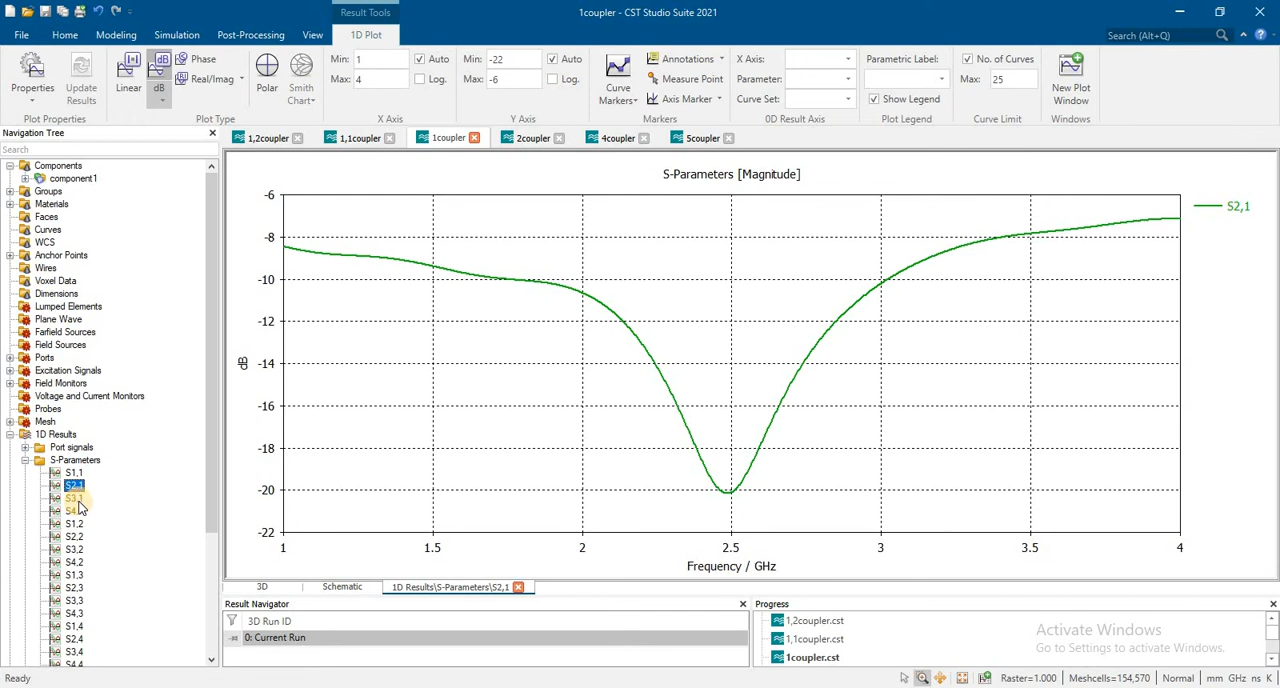 Result Tools
1coupler - CST Studio Suite 2021
File Home Modeling Simulation Post-Processing View 1D Plot Search (Alt+Q)
Properties Update Results Linear dB Phase Real/Imag Polar Smith Chart
Min: 1 Auto Min: -22 Auto Curve Markers Annotations X Axis: Parametric Label: No. of Curves New Plot Window
Max: 4 Log. Max: -6 Log. Measure Point Parameter: Max: 25
Axis Marker Curve Set: Show Legend
Plot Properties Plot Type X Axis Y Axis Markers 0D Result Axis Plot Legend Curve Limit Windows
Navigation Tree
Search
Components
component1
Groups
Materials
Faces
Curves
WCS
Anchor Points
Wires
Voxel Data
Dimensions
Lumped Elements
Plane Wave
Farfield Sources
Field Sources
Ports
Excitation Signals
Field Monitors
Voltage and Current Monitors
Probes
Mesh
1D Results
Port signals
S-Parameters
S1,1
S2,1
S3,1
S1,2
S2,2
S3,2
S4,2
S1,3
S2,3
S3,3
S4,3
S1,4
S2,4
S3,4
S4,4
1,2coupler 1,1coupler 1coupler 2coupler 4coupler 5coupler
S-Parameters [Magnitude]
S2,1
-6
-8
-10
-12
-14
-16
-18
-20
-22
dB
1 1.5 2 2.5 3 3.5 4
Frequency / GHz
3D Schematic 1D Results\S-Parameters\S2,1
Result Navigator
3D Run ID
0: Current Run
Progress
1,2coupler.cst
1,1coupler.cst
1coupler.cst
Activate Windows
Go to Settings to activate Windows.
Ready
Raster=1.000 Meshcells=154,570 Normal mm GHz ns K